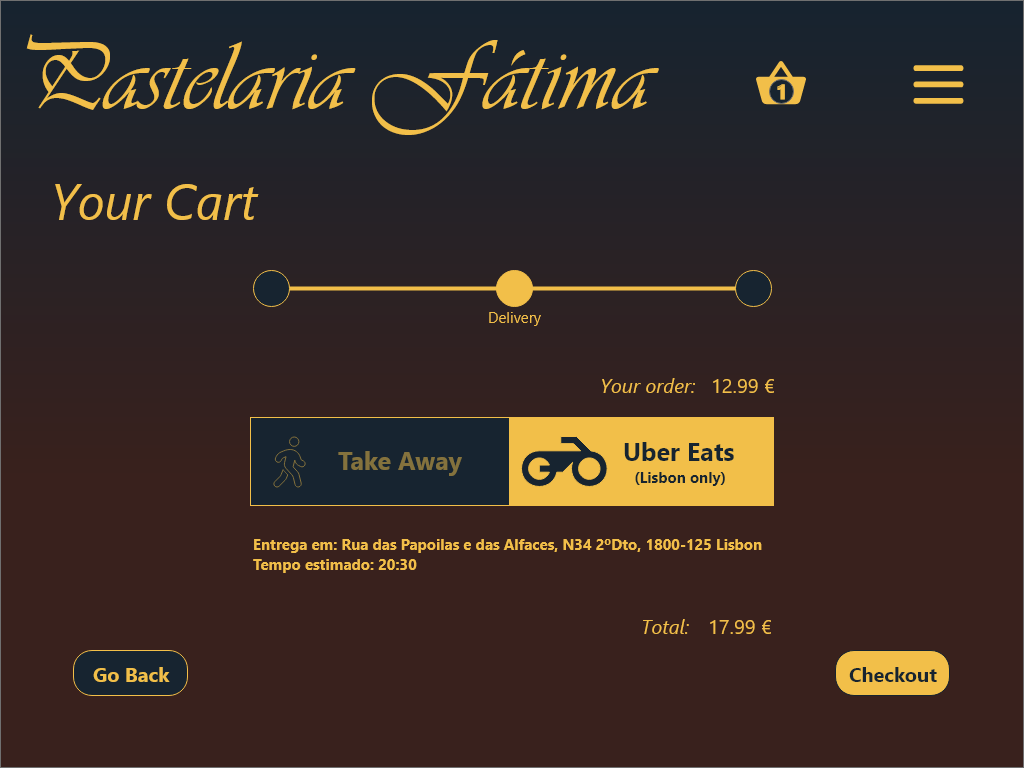 Pastelaria Fátima
1
Your Cart
Delivery
Your order: 12.99 €
Take Away
Uber Eats
(Lisbon only)
Entrega em: Rua das Papoilas e das Alfaces, N34 2ºDto, 1800-125 Lisbon
Tempo estimado: 20:30
Total: 17.99 €
Go Back
Checkout